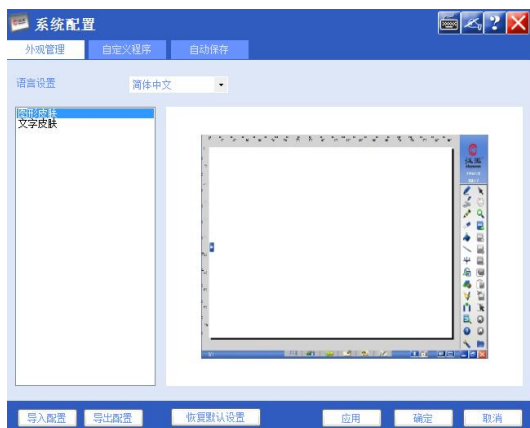 系统配置
外观管理 自定义程序 自动保存
语言设置 简体中文
图形皮肤
文字皮肤
导入配置 导出配置 恢复默认设置 应用 确定 取消